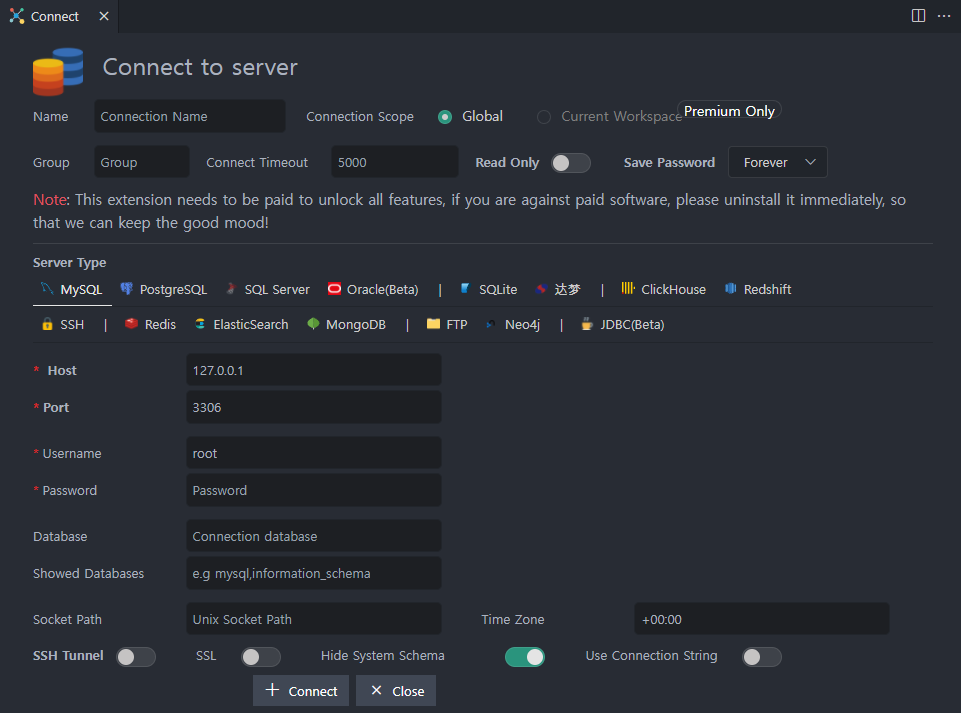 Connect
Connect to server
Name Connection Name Connection Scope Global Current Workspace Premium Only
Group Group Connect Timeout 5000 Read Only Save Password Forever
Note: This extension needs to be paid to unlock all features, if you are against paid software, please uninstall it immediately, so
that we can keep the good mood!
Server Type
MySQL PostgreSQL SQL Server Oracle(Beta) | SQLite 达梦 | ClickHouse Redshift
SSH | Redis ElasticSearch MongoDB | FTP Neo4j | JDBC(Beta)
* Host 127.0.0.1
* Port 3306
* Username root
* Password Password
Database Connection database
Showed Databases e.g mysql,information_schema
Socket Path Unix Socket Path Time Zone +00:00
SSH Tunnel SSL Hide System Schema Use Connection String
Connect Close